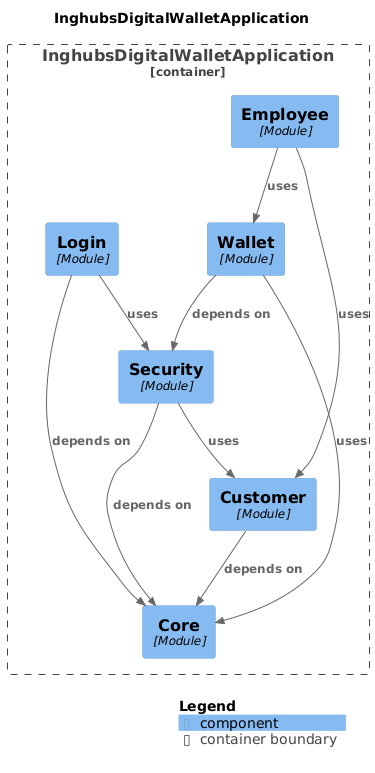 InghubsDigitalWalletApplication
InghubsDigitalWalletApplication
[container]
Employee
[Module]
uses
Login
[Module]
Wallet
[Module]
uses
depends on
uses
Security
[Module]
depends on
uses
uses
Customer
[Module]
depends on
depends on
Core
[Module]
Legend
component
container boundary